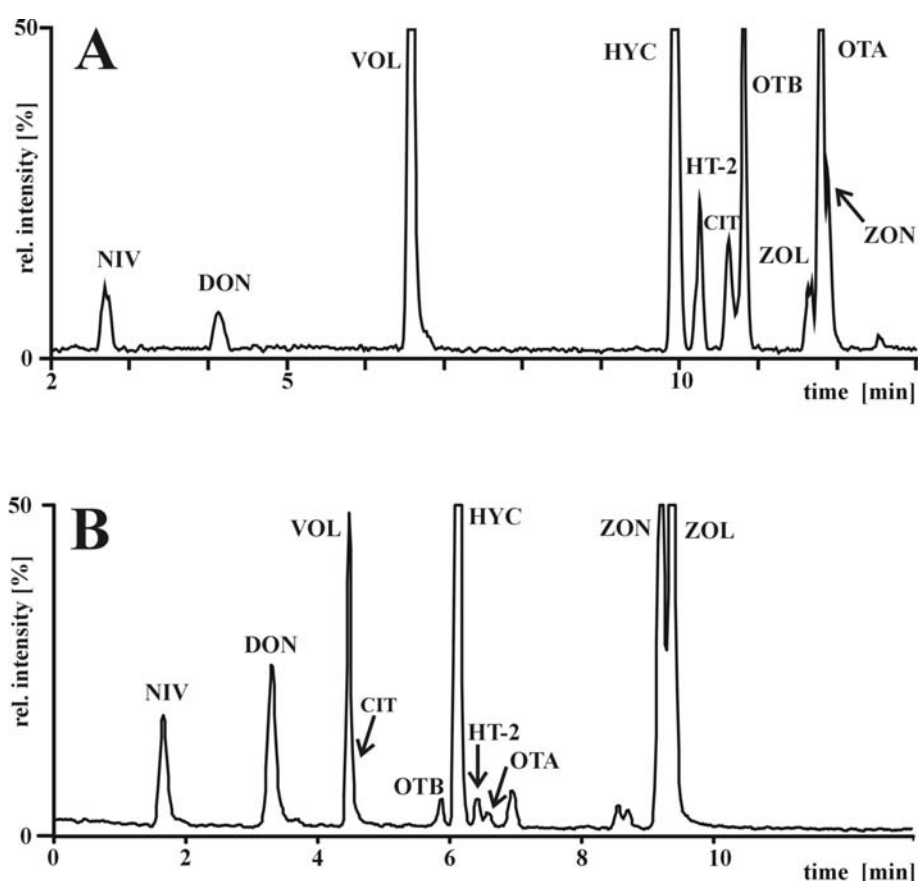 A
50
VOL
HYC
OTA
OTB
HT-2
CIT
ZON
ZOL
NIV
DON
rel. intensity [%]
0
2 5 10
time [min]
B
50
VOL
HYC
ZON ZOL
DON
NIV
CIT
HT-2
OTA
OTB
rel. intensity [%]
0
0 2 4 6 8 10
time [min]